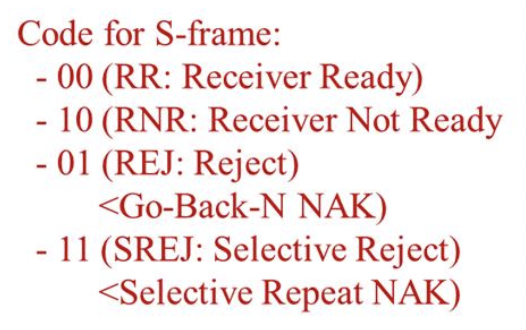 Code for S-frame:
- 00 (RR: Receiver Ready)
- 10 (RNR: Receiver Not Ready
- 01 (REJ: Reject)
<Go-Back-N NAK)
- 11 (SREJ: Selective Reject)
<Selective Repeat NAK)